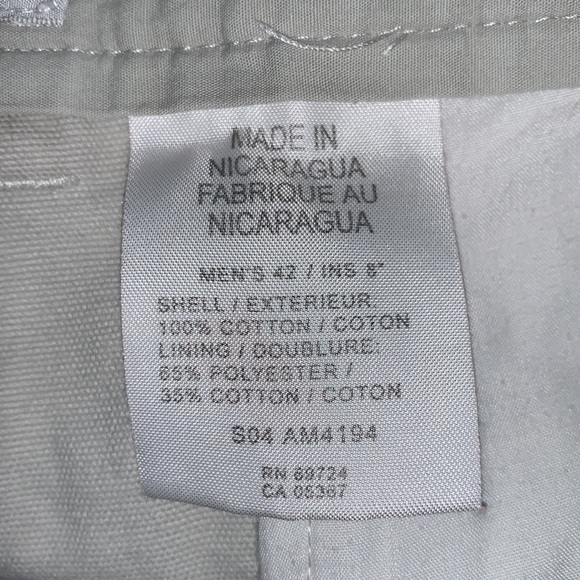 MADE IN
NICARAGUA
FABRIQUE AU
NICARAGUA
MEN'S 42 / INS 8"
SHELL / EXTERIEUR
100% COTTON / COTON
LINING / DOUBLURE:
65% POLYESTER /
35% COTTON / COTON
S04 AM4194
RN 69724
CA 05367